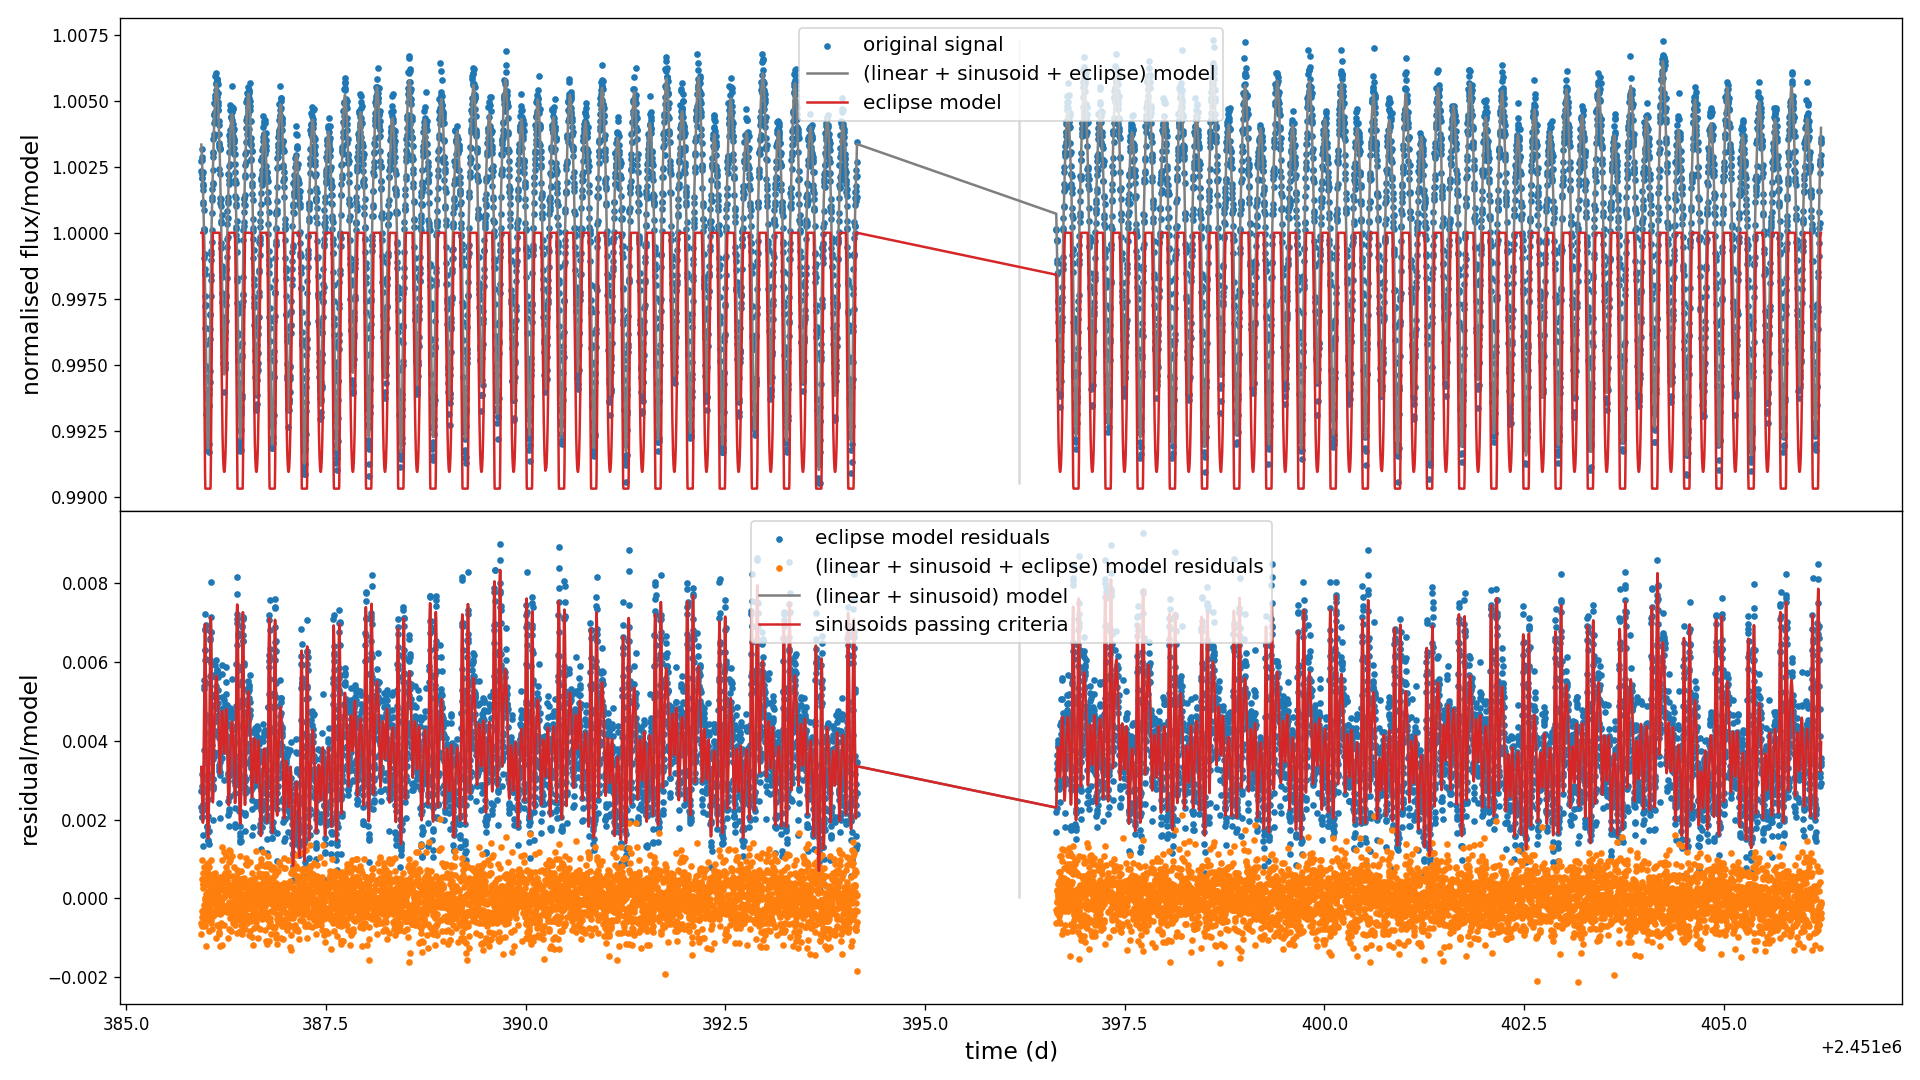 normalised flux/model
1.0075
1.0050
1.0025
1.0000
0.9975
0.9950
0.9925
0.9900
original signal
(linear + sinusoid + eclipse) model
eclipse model
residual/model
0.008
0.006
0.004
0.002
0.000
−0.002
eclipse model residuals
(linear + sinusoid + eclipse) model residuals
(linear + sinusoid) model
sinusoids passing criteria
385.0 387.5 390.0 392.5 395.0 397.5 400.0 402.5 405.0
time (d)
+2.451e6